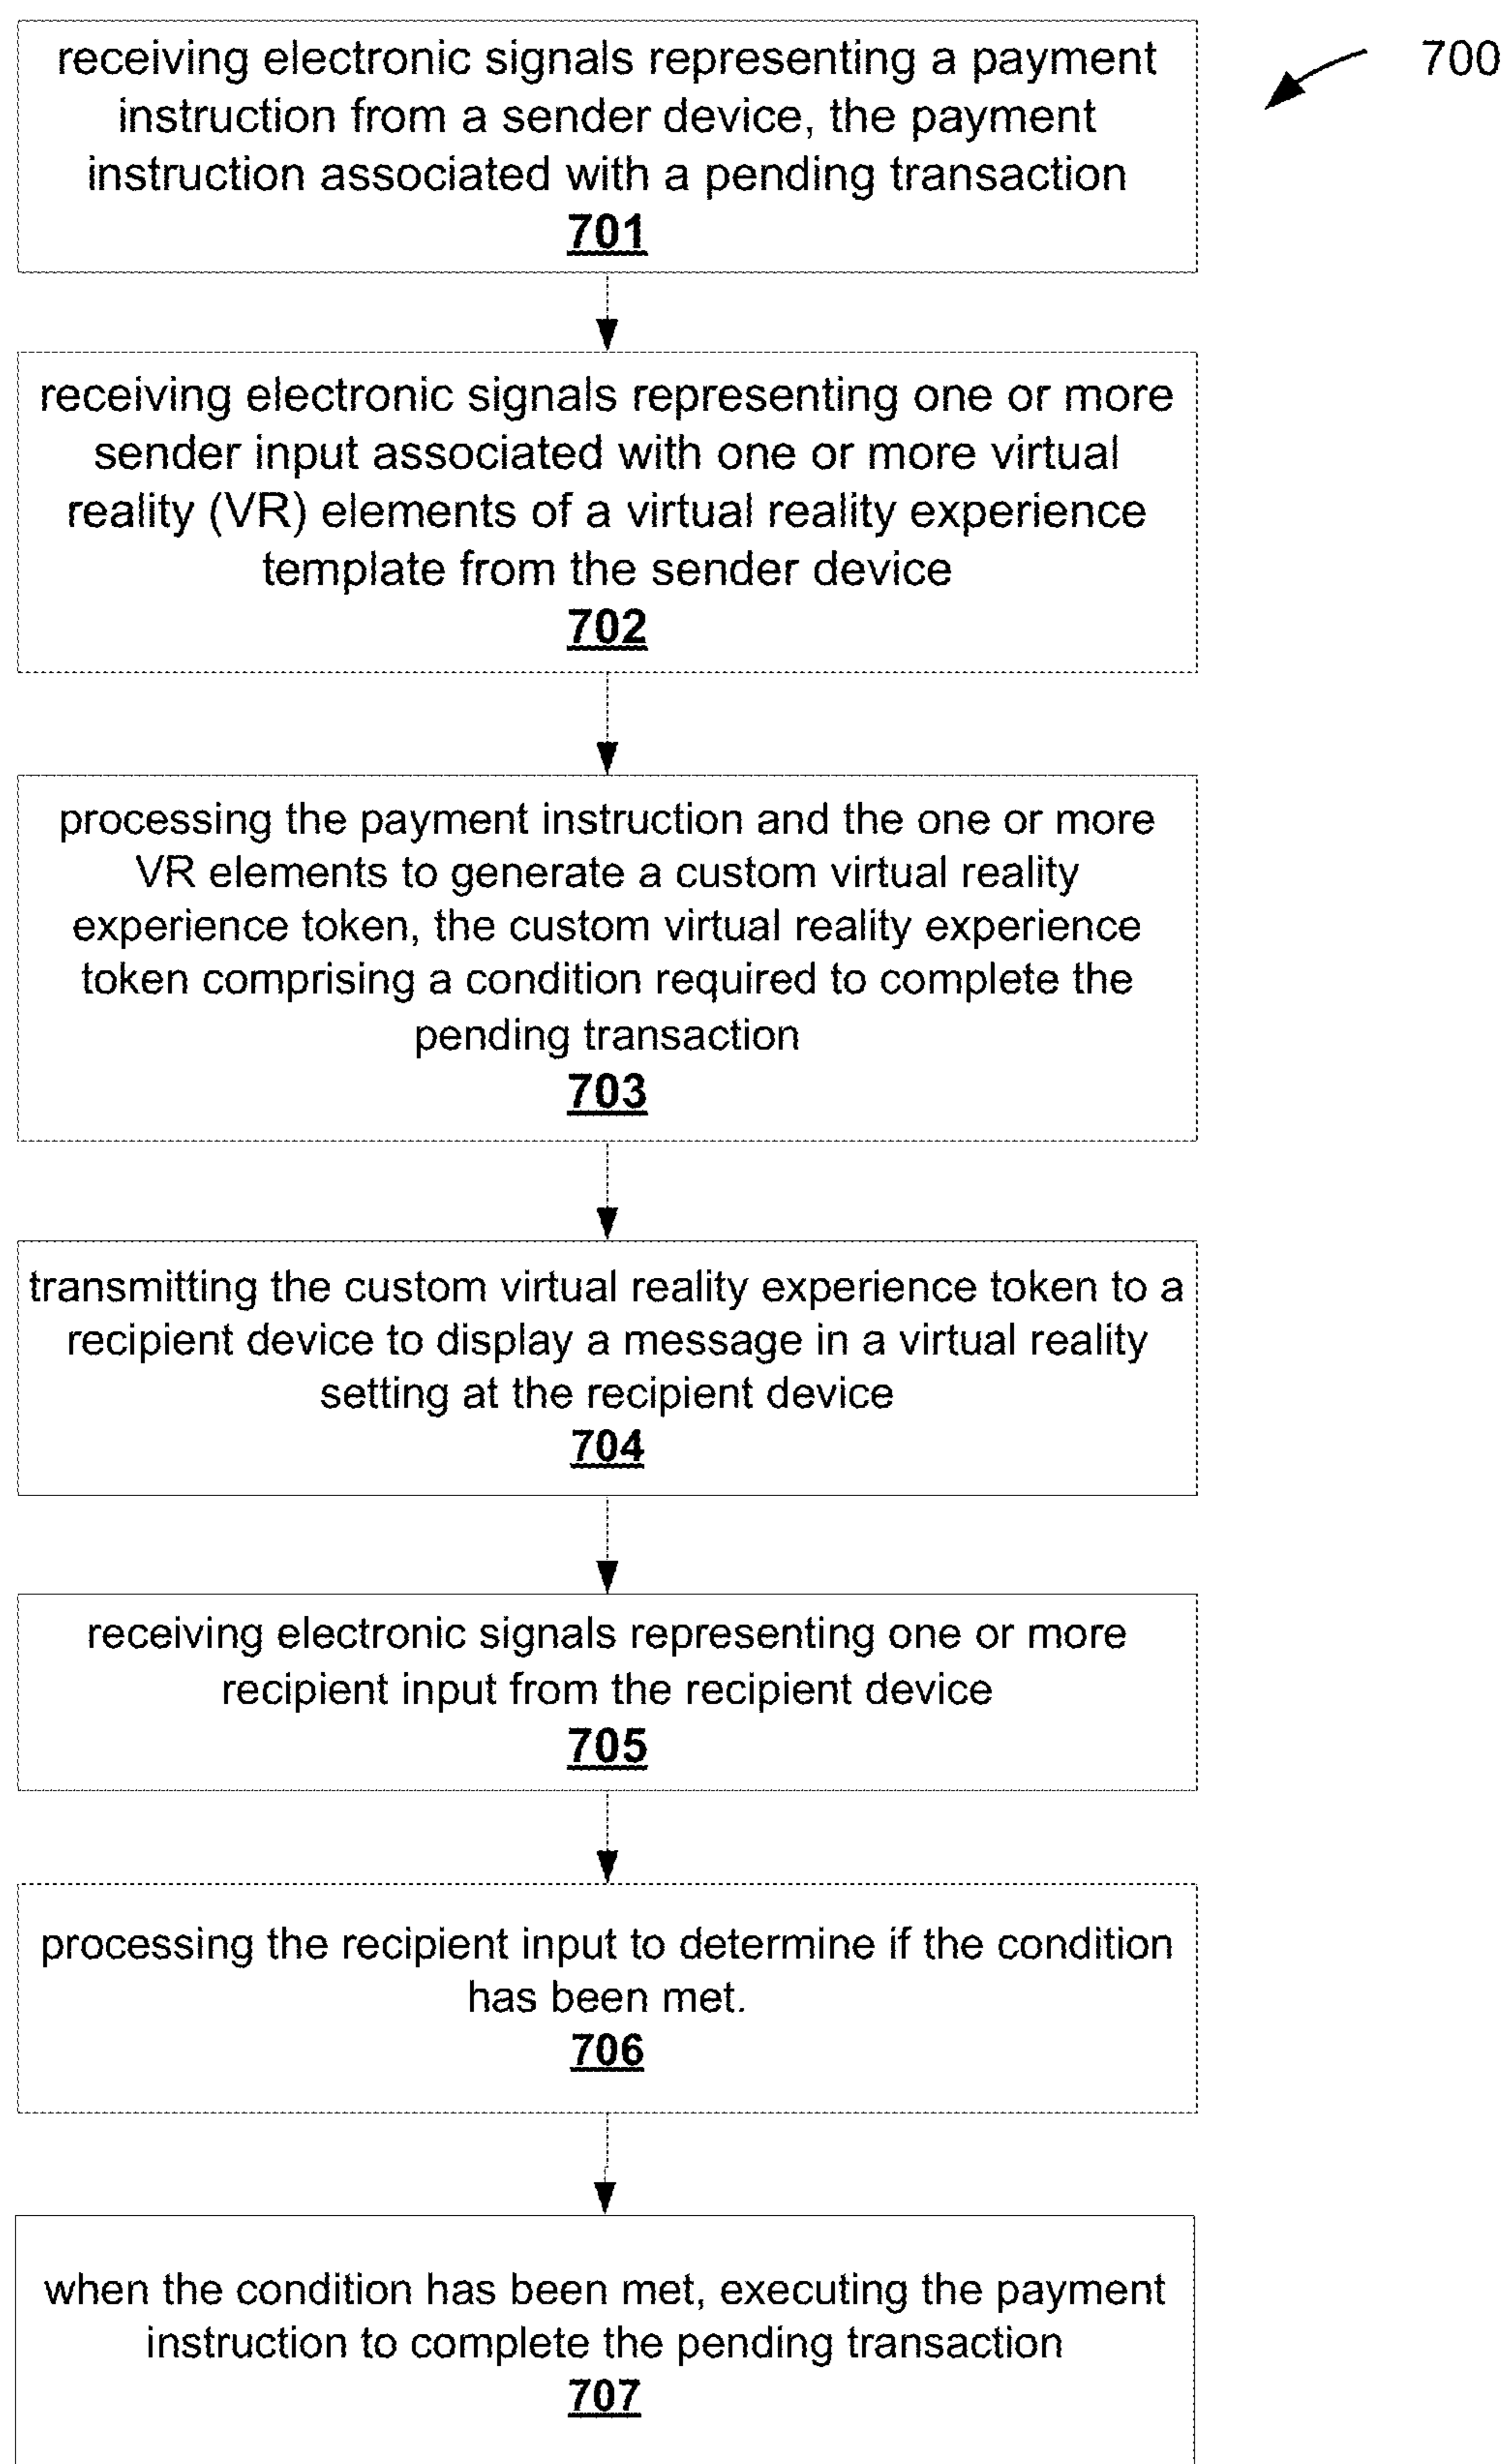 700
receiving electronic signals representing a payment
instruction from a sender device, the payment
instruction associated with a pending transaction
701
receiving electronic signals representing one or more
sender input associated with one or more virtual
reality (VR) elements of a virtual reality experience
template from the sender device
702
processing the payment instruction and the one or more
VR elements to generate a custom virtual reality
experience token, the custom virtual reality experience
token comprising a condition required to complete the
pending transaction
703
transmitting the custom virtual reality experience token to a
recipient device to display a message in a virtual reality
setting at the recipient device
704
receiving electronic signals representing one or more
recipient input from the recipient device
705
processing the recipient input to determine if the condition
has been met.
706
when the condition has been met, executing the payment
instruction to complete the pending transaction
707